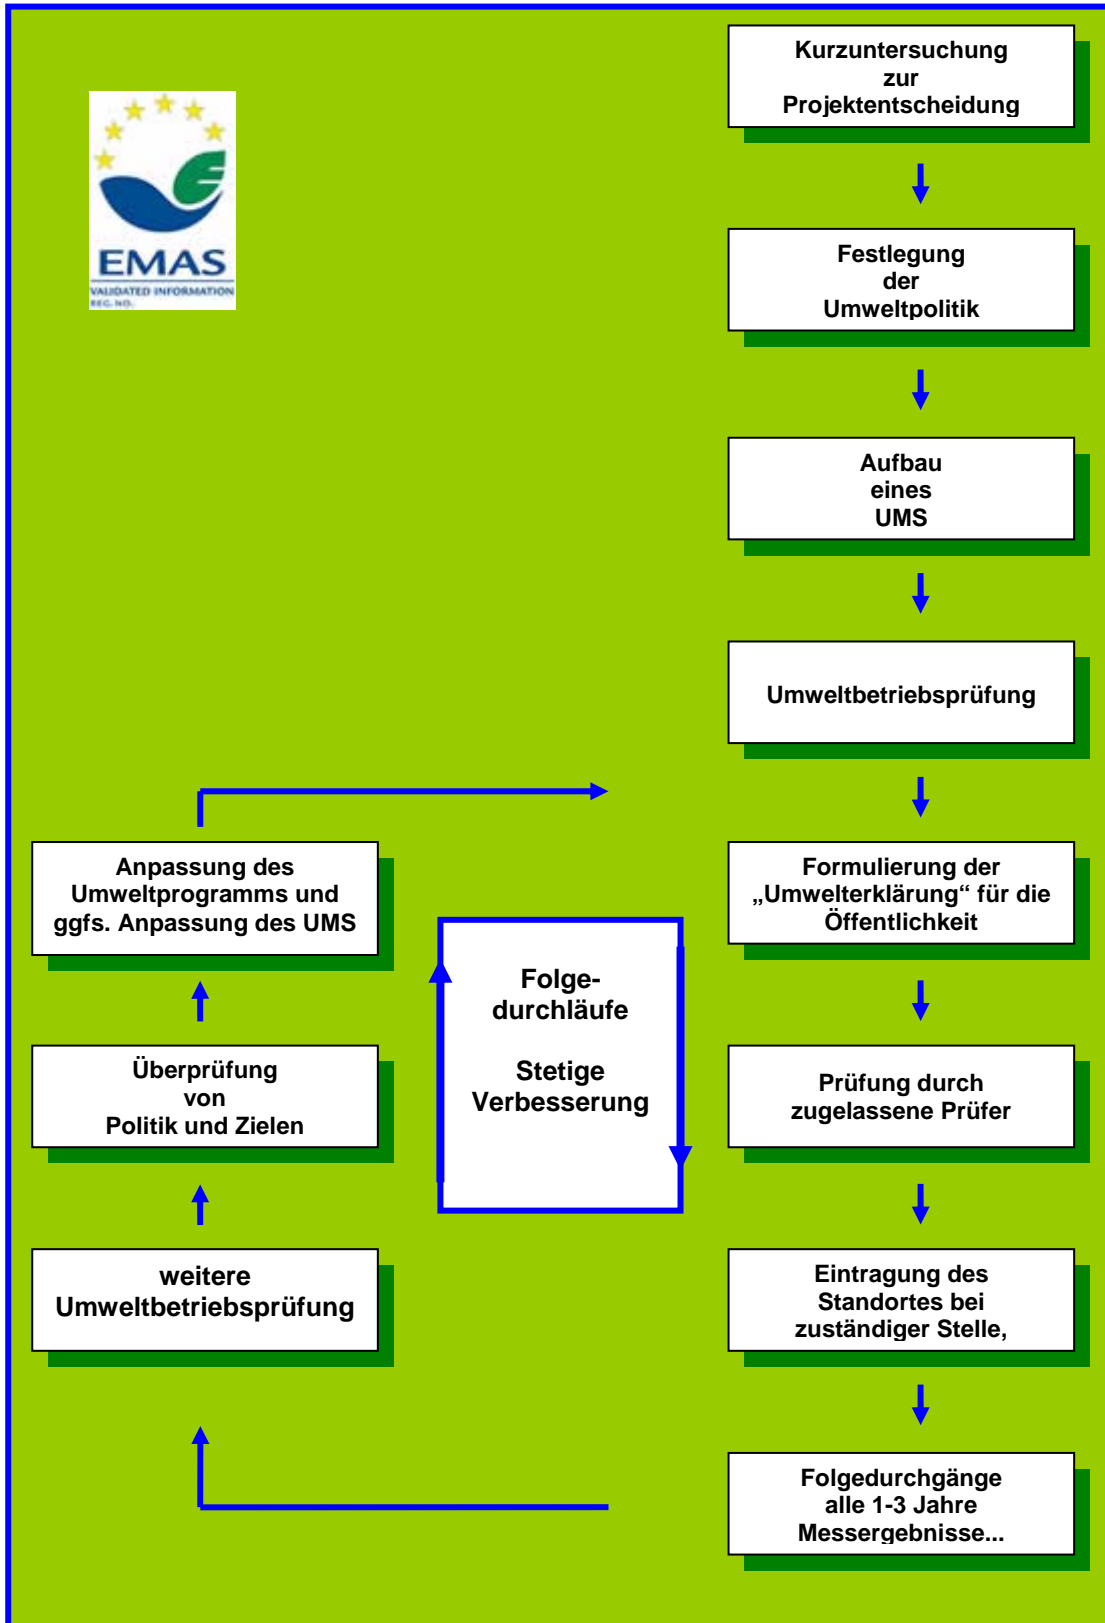 Kurzuntersuchung
zur
Projektentscheidung
EMAS
VALIDATED INFORMATION
REG. NO.
Festlegung
der
Umweltpolitik
Aufbau
eines
UMS
Umweltbetriebsprüfung
Formulierung der
„Umwelterklärung“ für die
Öffentlichkeit
Prüfung durch
zugelassene Prüfer
Eintragung des
Standortes bei
zuständiger Stelle,
Folgedurchgänge
alle 1-3 Jahre
Messergebnisse...
weitere
Umweltbetriebsprüfung
Überprüfung
von
Politik und Zielen
Anpassung des
Umweltprogramms und
ggfs. Anpassung des UMS
Folge-
durchläufe
Stetige
Verbesserung